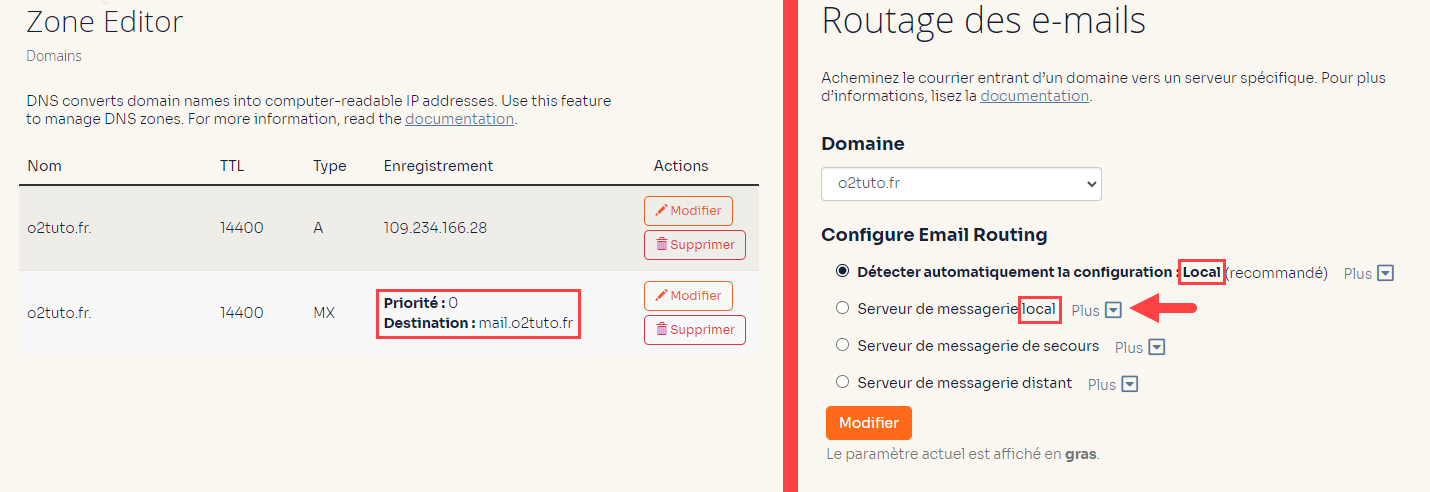 Zone Editor
Domains
DNS converts domain names into computer-readable IP addresses. Use this feature
to manage DNS zones. For more information, read the documentation.
Nom TTL Type Enregistrement Actions
o2tuto.fr. 14400 A 109.234.166.28 Modifier
Supprimer
o2tuto.fr. 14400 MX Priorité : 0 Modifier
Destination : mail.o2tuto.fr Supprimer
Routage des e-mails
Acheminez le courrier entrant d’un domaine vers un serveur spécifique. Pour plus
d’informations, lisez la documentation.
Domaine
o2tuto.fr
Configure Email Routing
Détecter automatiquement la configuration : Local (recommandé) Plus
Serveur de messagerie local Plus
Serveur de messagerie de secours Plus
Serveur de messagerie distant Plus
Modifier
Le paramètre actuel est affiché en gras.